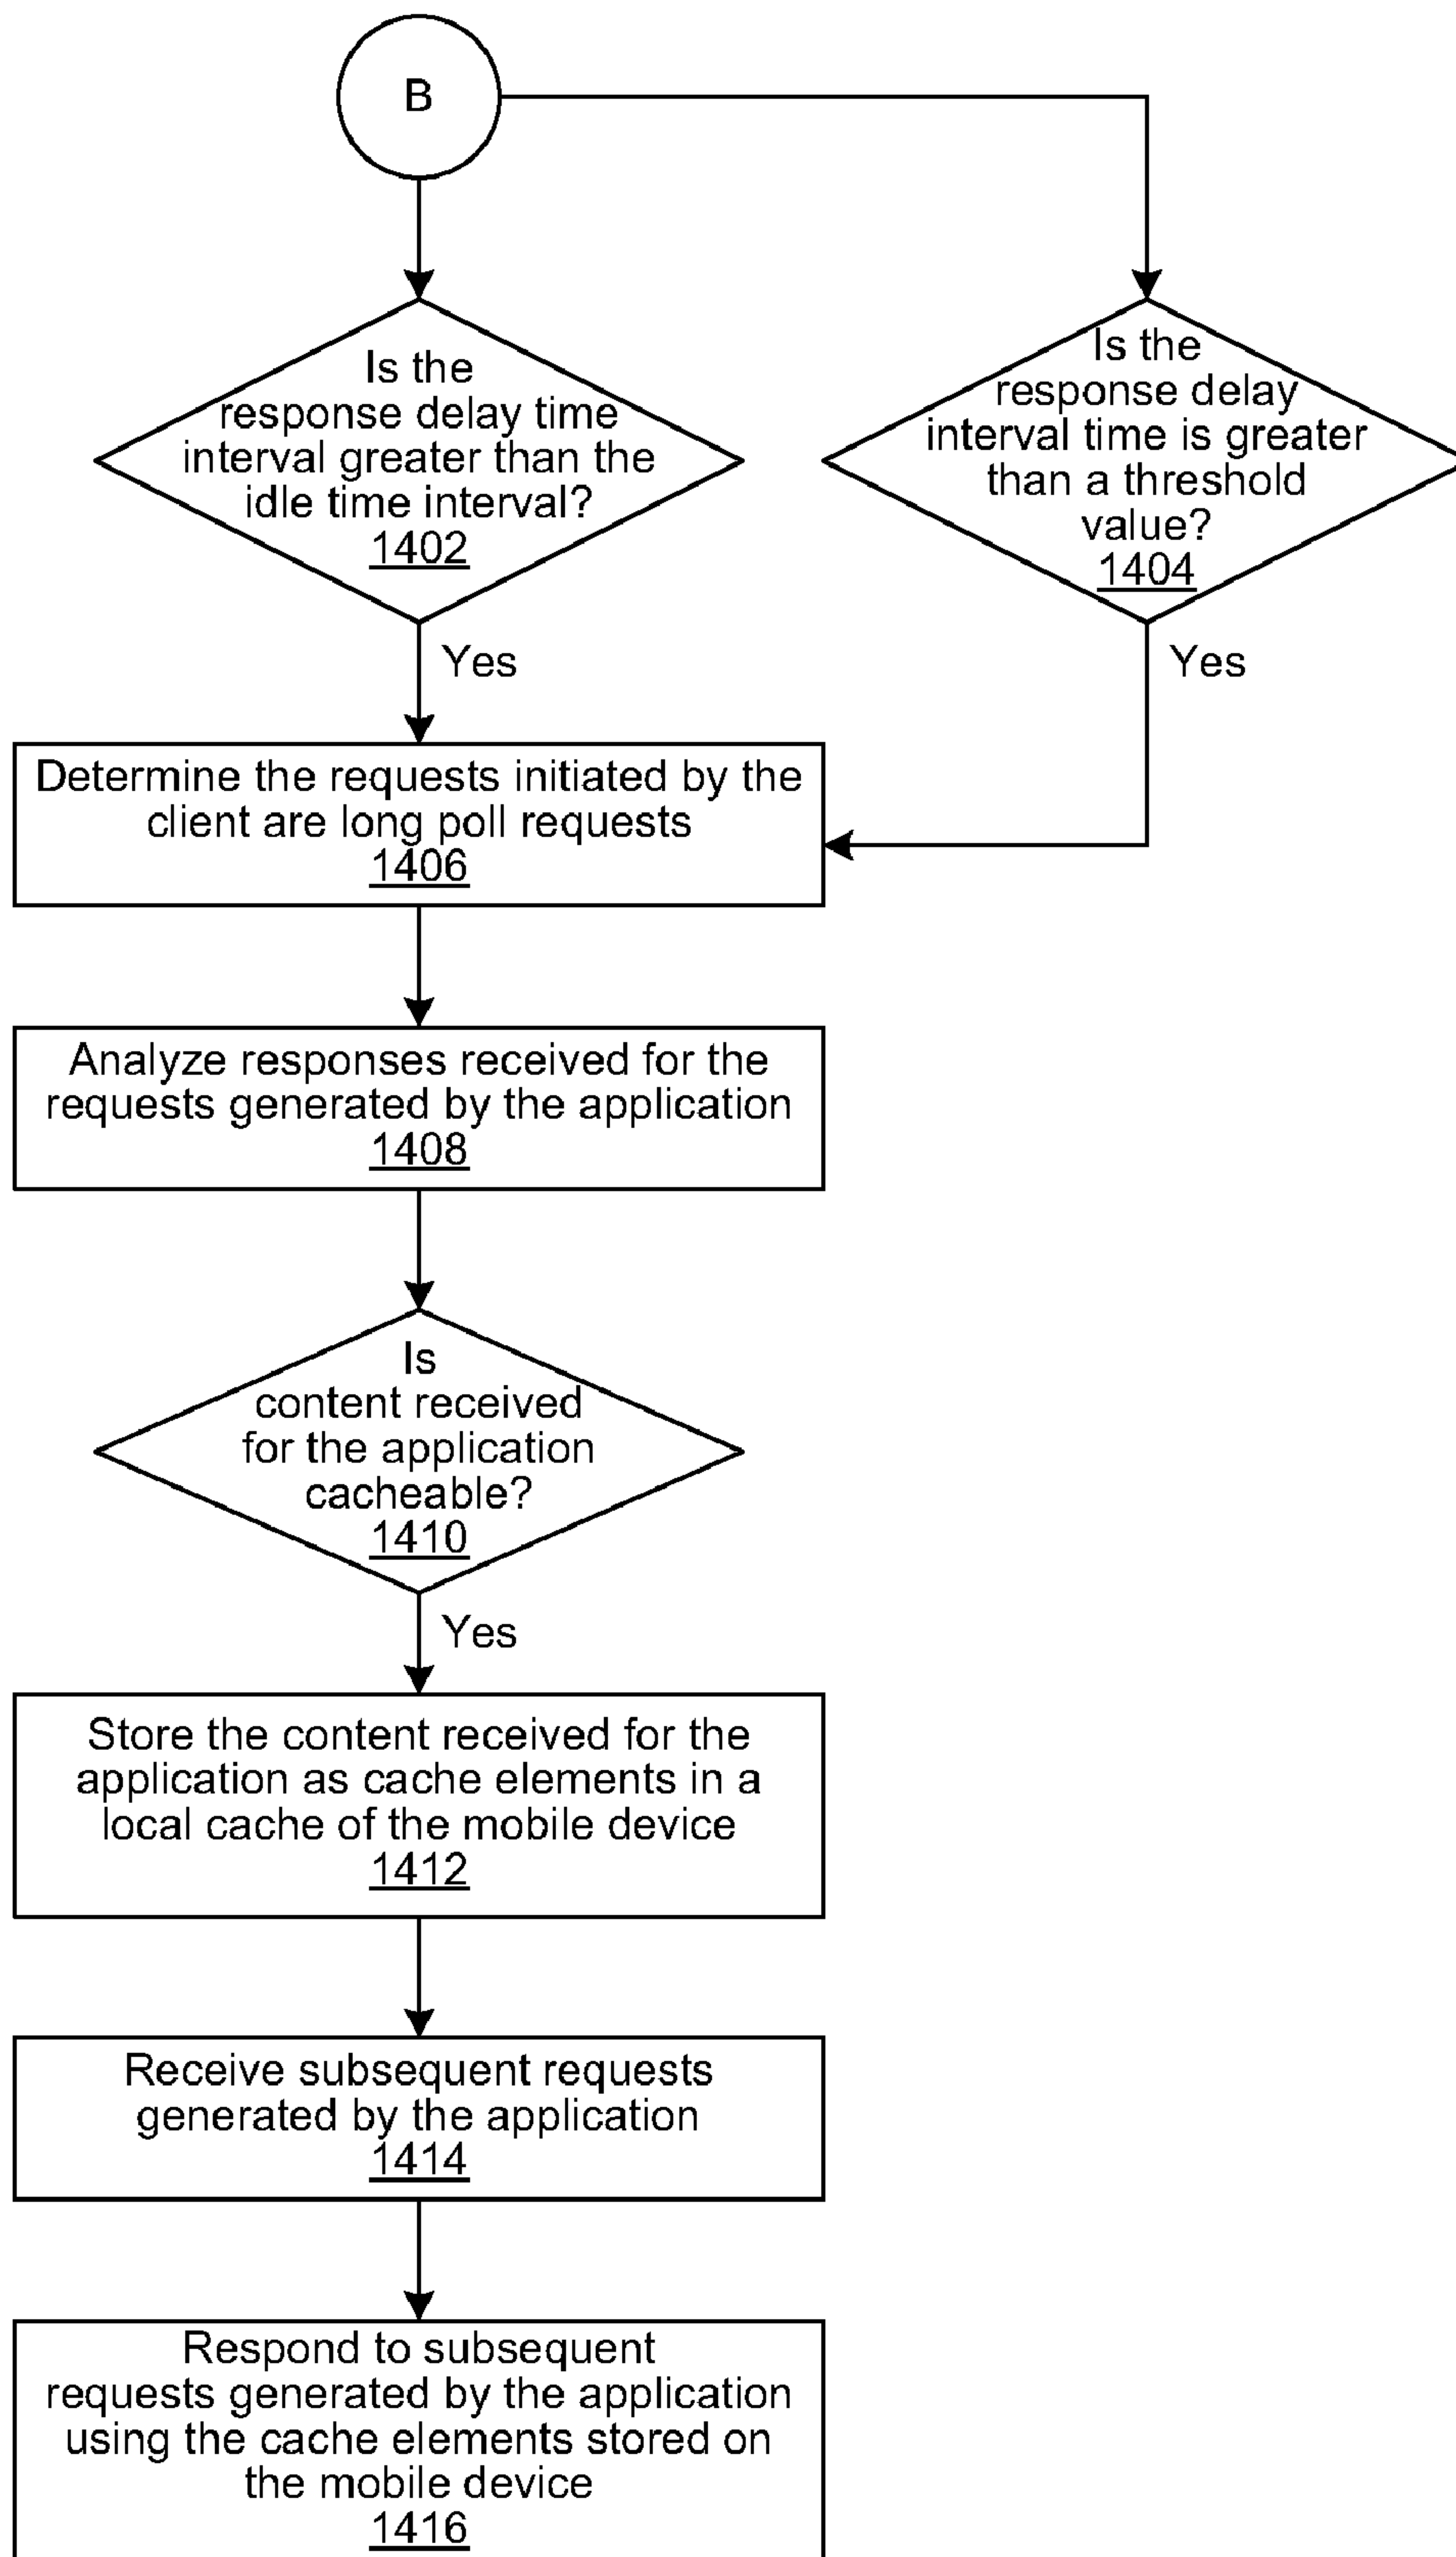 B
Is the
response delay time
interval greater than the
idle time interval?
1402
Is the
response delay
interval time is greater
than a threshold
value?
1404
Yes
Yes
Determine the requests initiated by the
client are long poll requests
1406
Analyze responses received for the
requests generated by the application
1408
Is
content received
for the application
cacheable?
1410
Yes
Store the content received for the
application as cache elements in a
local cache of the mobile device
1412
Receive subsequent requests
generated by the application
1414
Respond to subsequent
requests generated by the application
using the cache elements stored on
the mobile device
1416